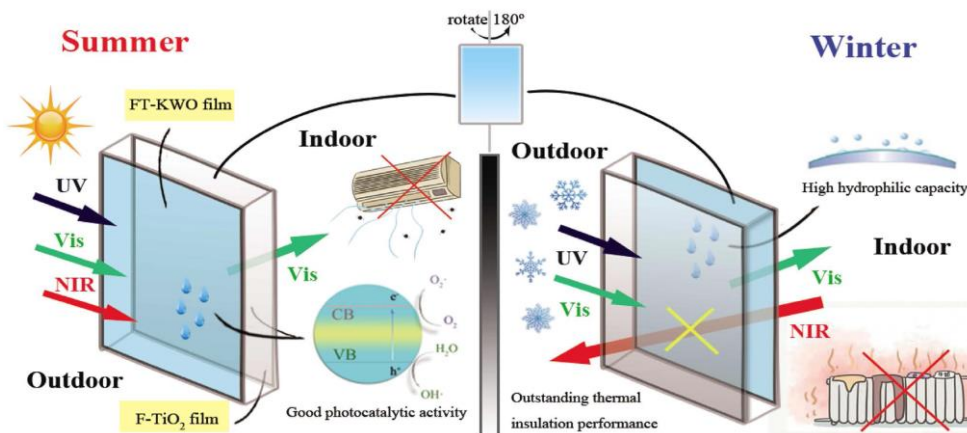 rotate 180°
Summer
Winter
FT-KWO film
Indoor
Outdoor
UV
Vis
NIR
Vis
High hydrophilic capacity
UV
Vis
Indoor
Vis
NIR
O₂·⁻
e⁻
CB
O₂
VB
H₂O
h⁺
OH·
Outdoor
F-TiO₂ film
Good photocatalytic activity
Outstanding thermal
insulation performance